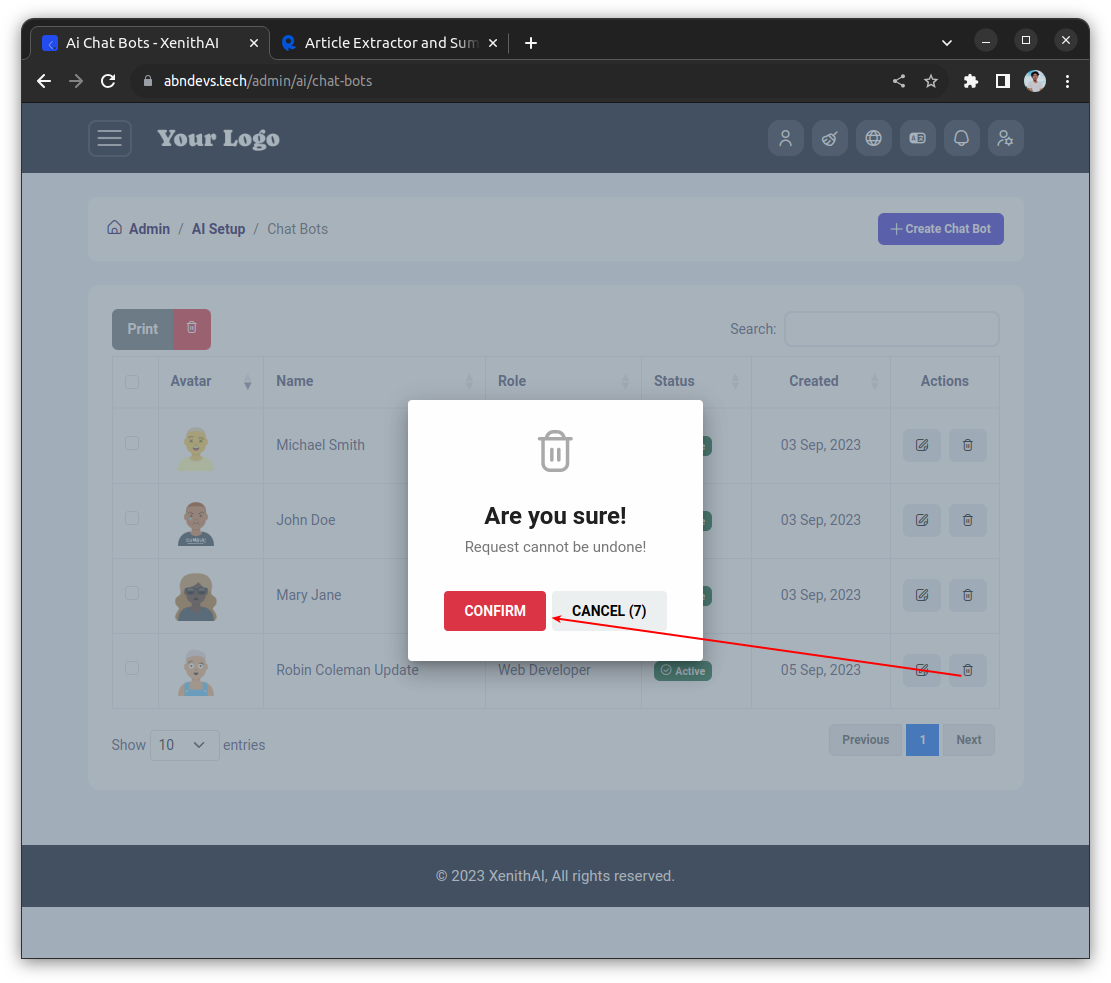 Ai Chat Bots - XenithAI
Article Extractor and Sum
abndevs.tech/admin/ai/chat-bots
Your Logo
Admin / AI Setup / Chat Bots
Create Chat Bot
Print
Search:
Avatar Name Role Status Created Actions
Michael Smith 03 Sep, 2023
John Doe 03 Sep, 2023
Mary Jane 03 Sep, 2023
Robin Coleman Update Web Developer Active 05 Sep, 2023
Are you sure!
Request cannot be undone!
CONFIRM CANCEL (7)
Show 10 entries
Previous 1 Next
© 2023 XenithAI, All rights reserved.